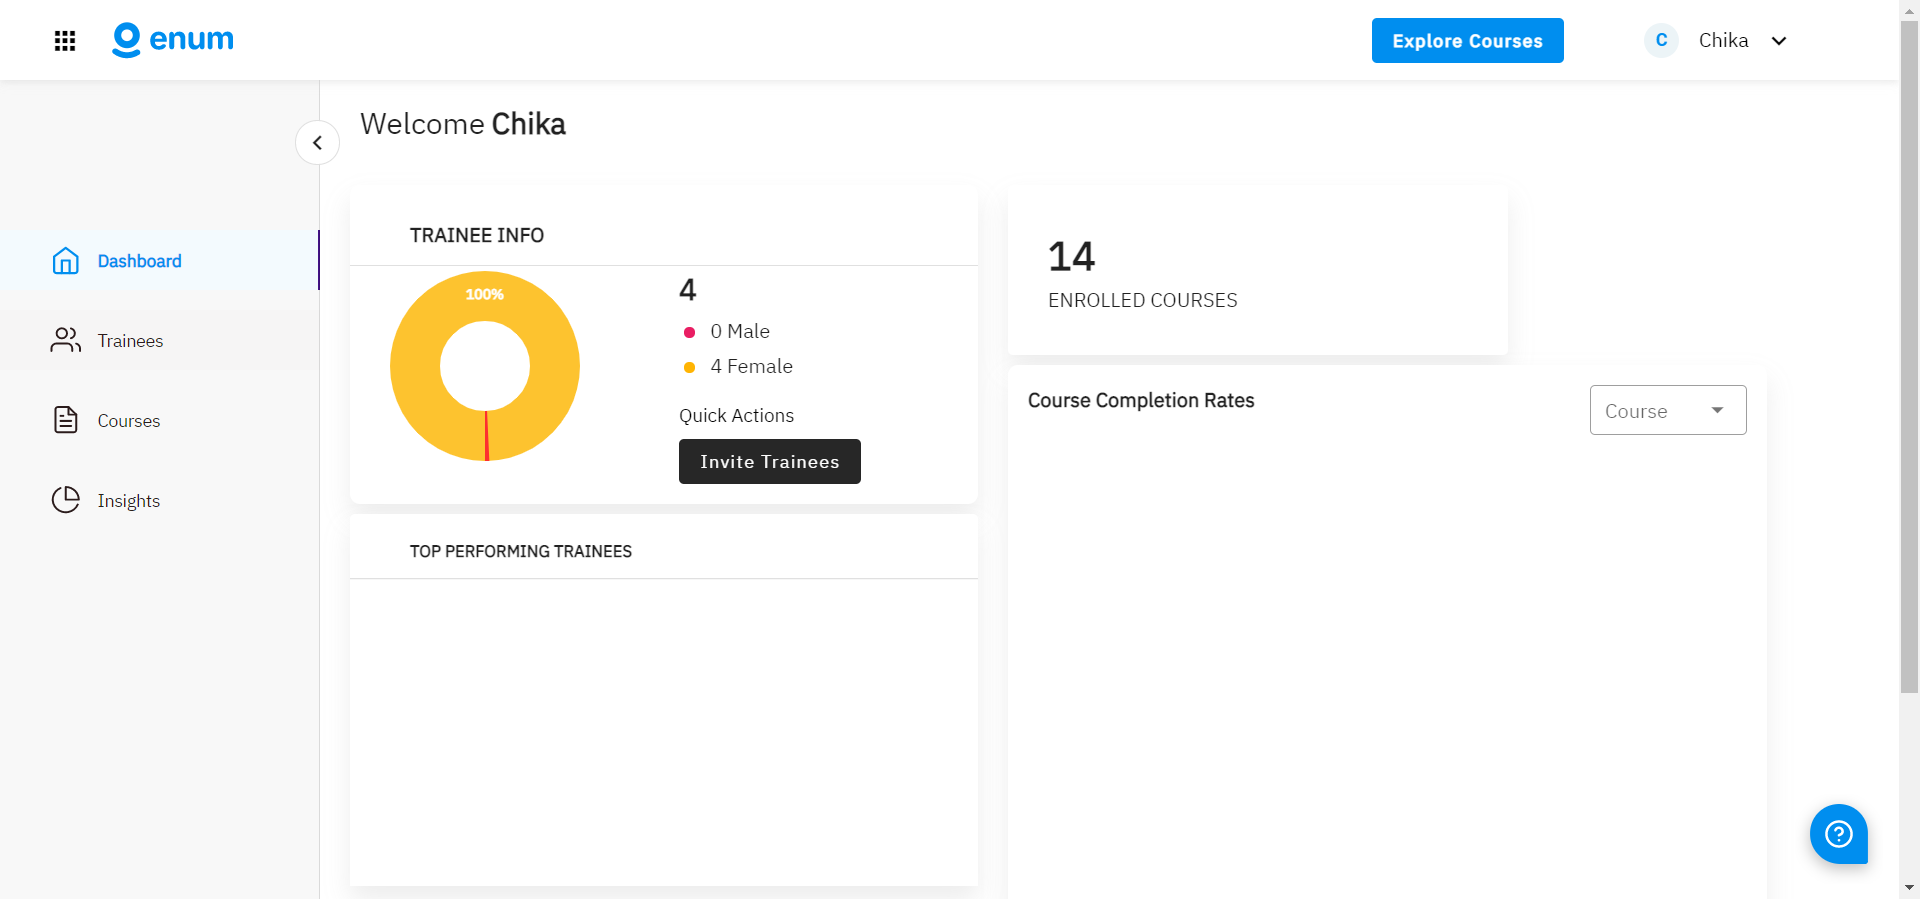 enum
Explore Courses
C
Chika
Welcome Chika
Dashboard
Trainees
Courses
Insights
TRAINEE INFO
100%
4
0 Male
4 Female
Quick Actions
Invite Trainees
TOP PERFORMING TRAINEES
14
ENROLLED COURSES
Course Completion Rates
Course